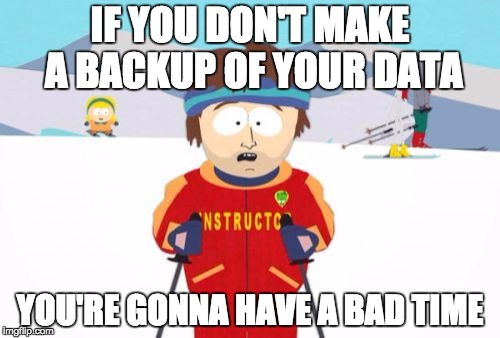 IF YOU DON'T MAKE
A BACKUP OF YOUR DATA
INSTRUCTO
YOU'RE GONNA HAVE A BAD TIME
imgflip.com